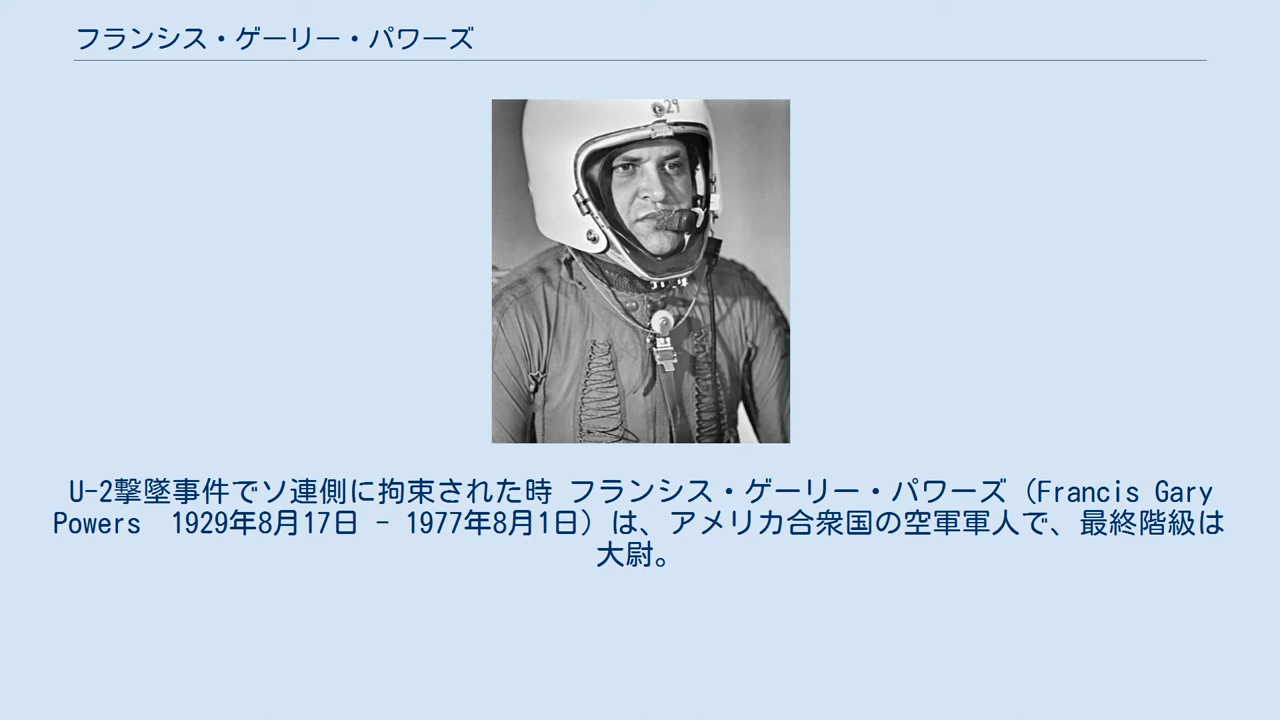 フランシス・ゲーリー・パワーズ
29
U-2撃墜事件でソ連側に拘束された時 フランシス・ゲーリー・パワーズ（Francis Gary
Powers　1929年8月17日 - 1977年8月1日）は、アメリカ合衆国の空軍軍人で、最終階級は
大尉。